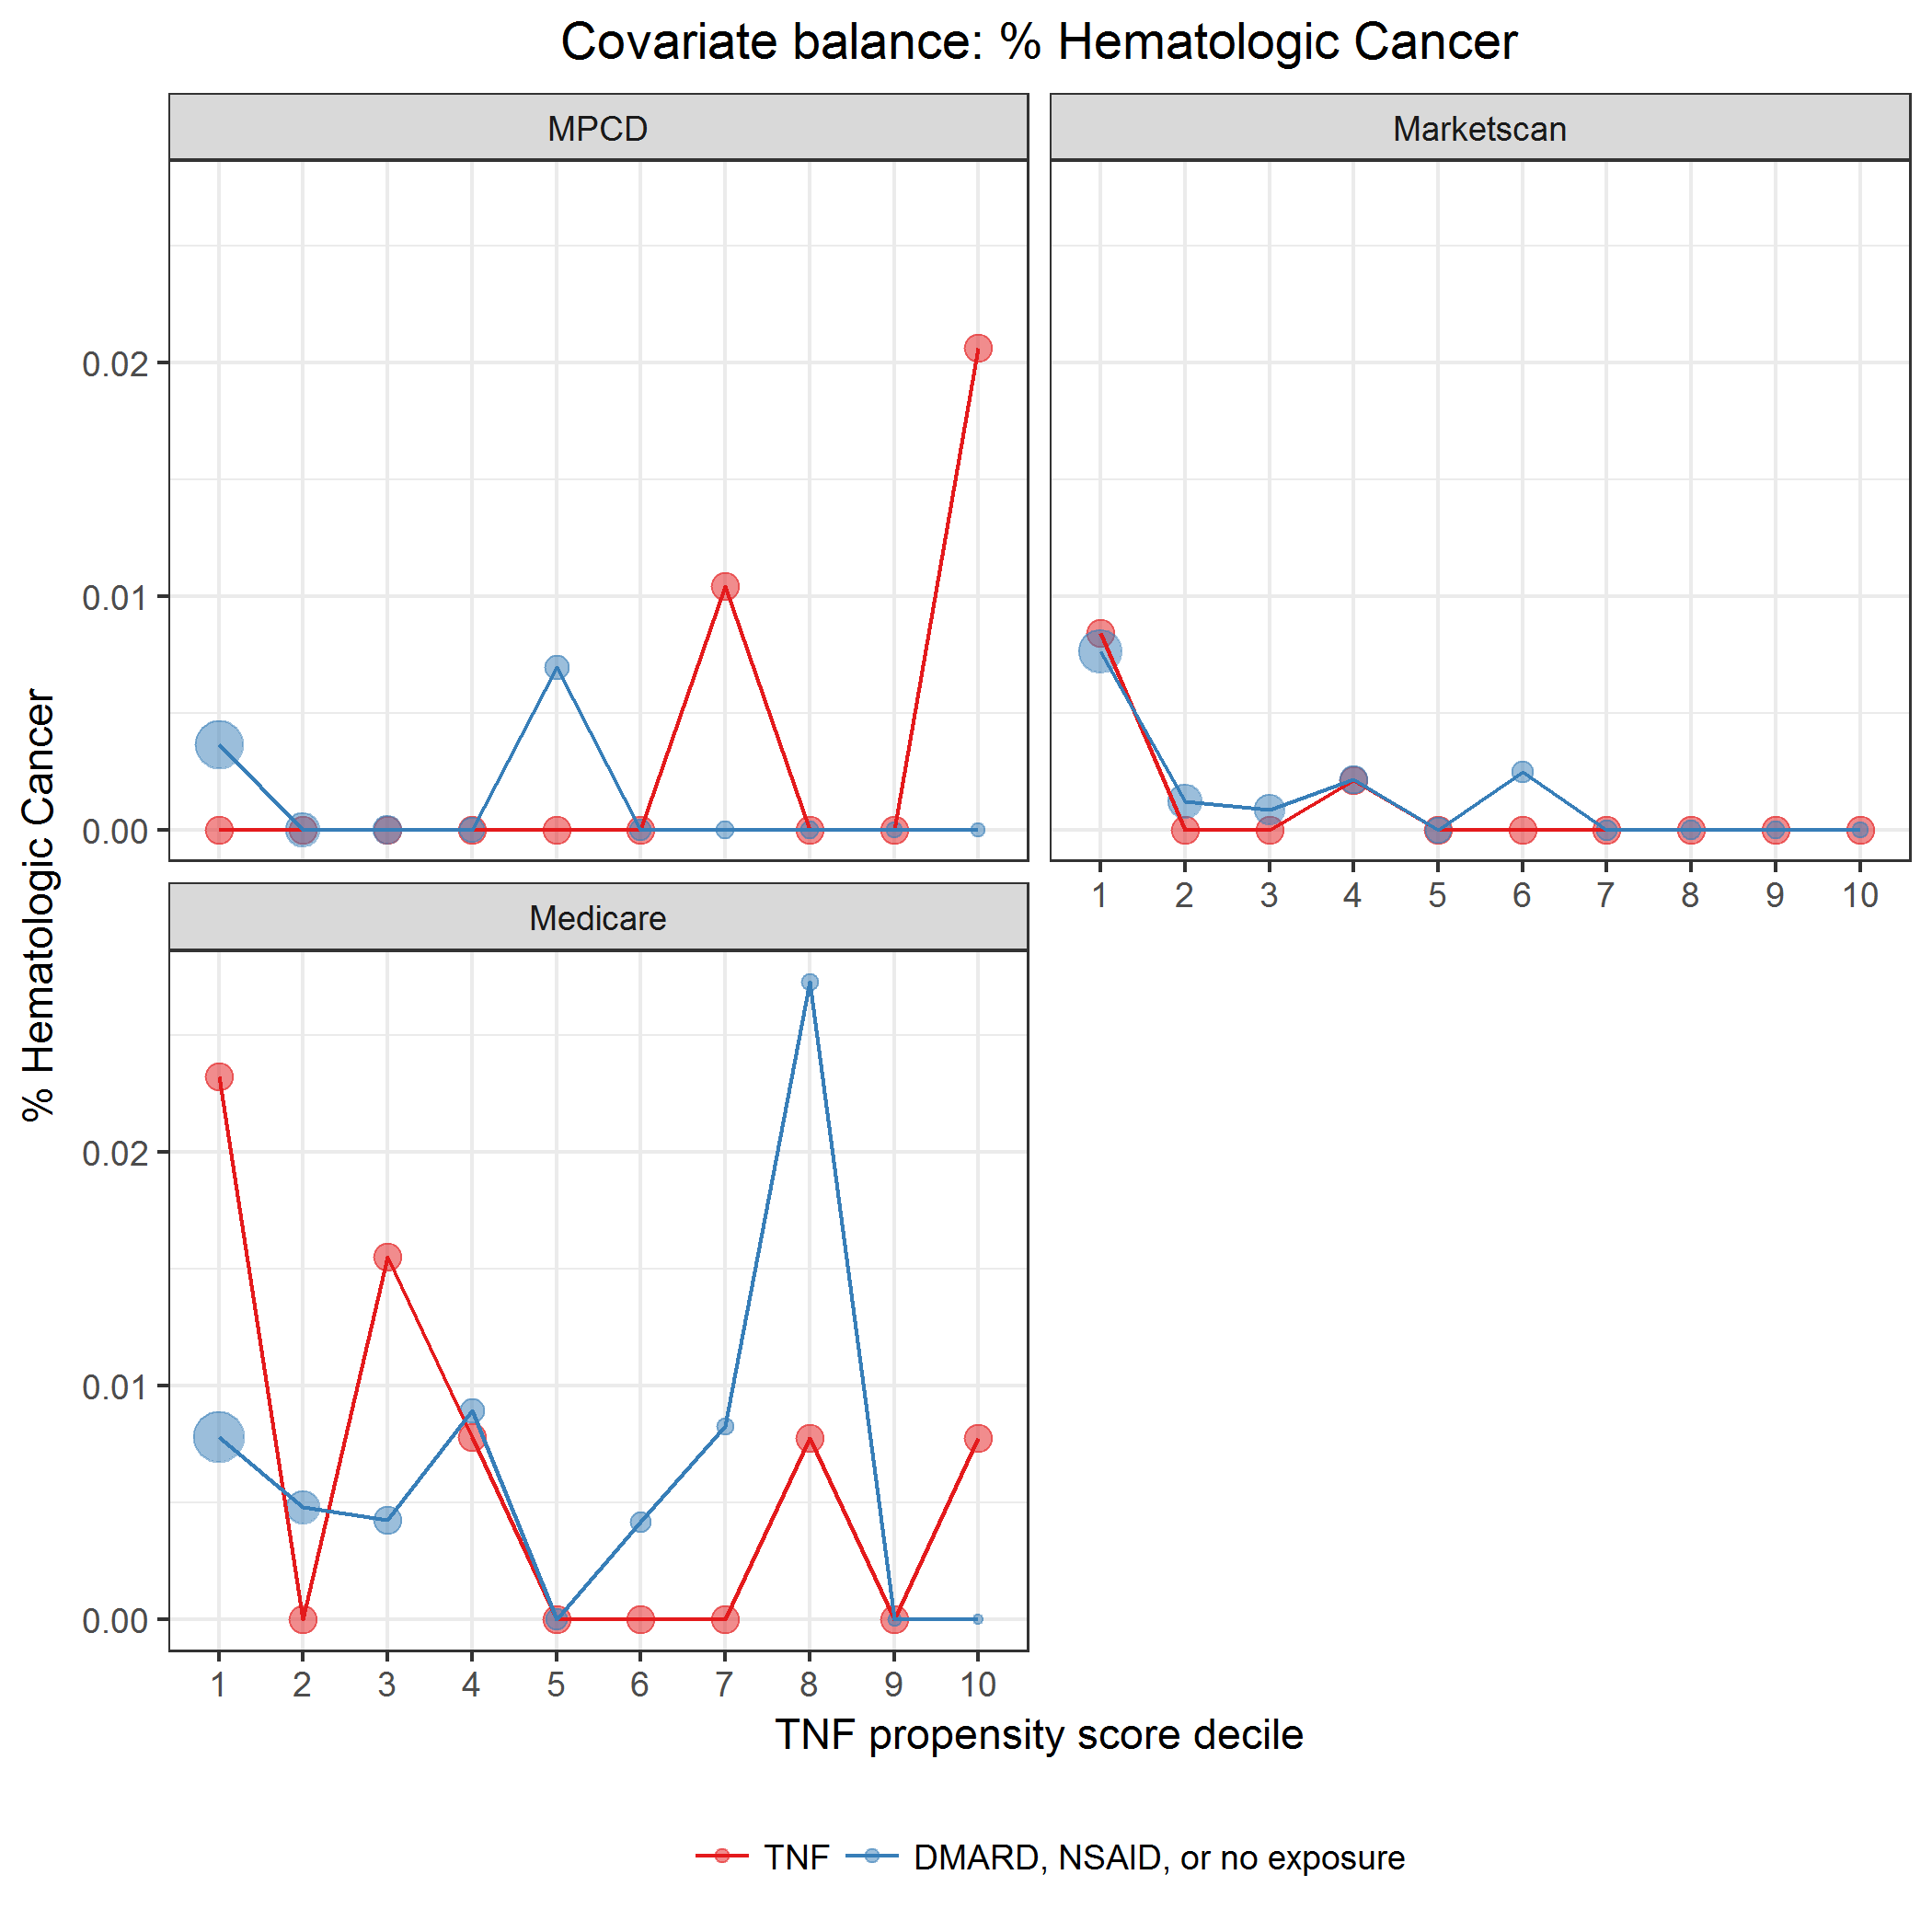 Covariate balance: % Hematologic Cancer
MPCD
Marketscan
0.02
0.01
0.00
1 2 3 4 5 6 7 8 9 10
Medicare
0.02
0.01
0.00
1 2 3 4 5 6 7 8 9 10
% Hematologic Cancer
TNF propensity score decile
TNF
DMARD, NSAID, or no exposure